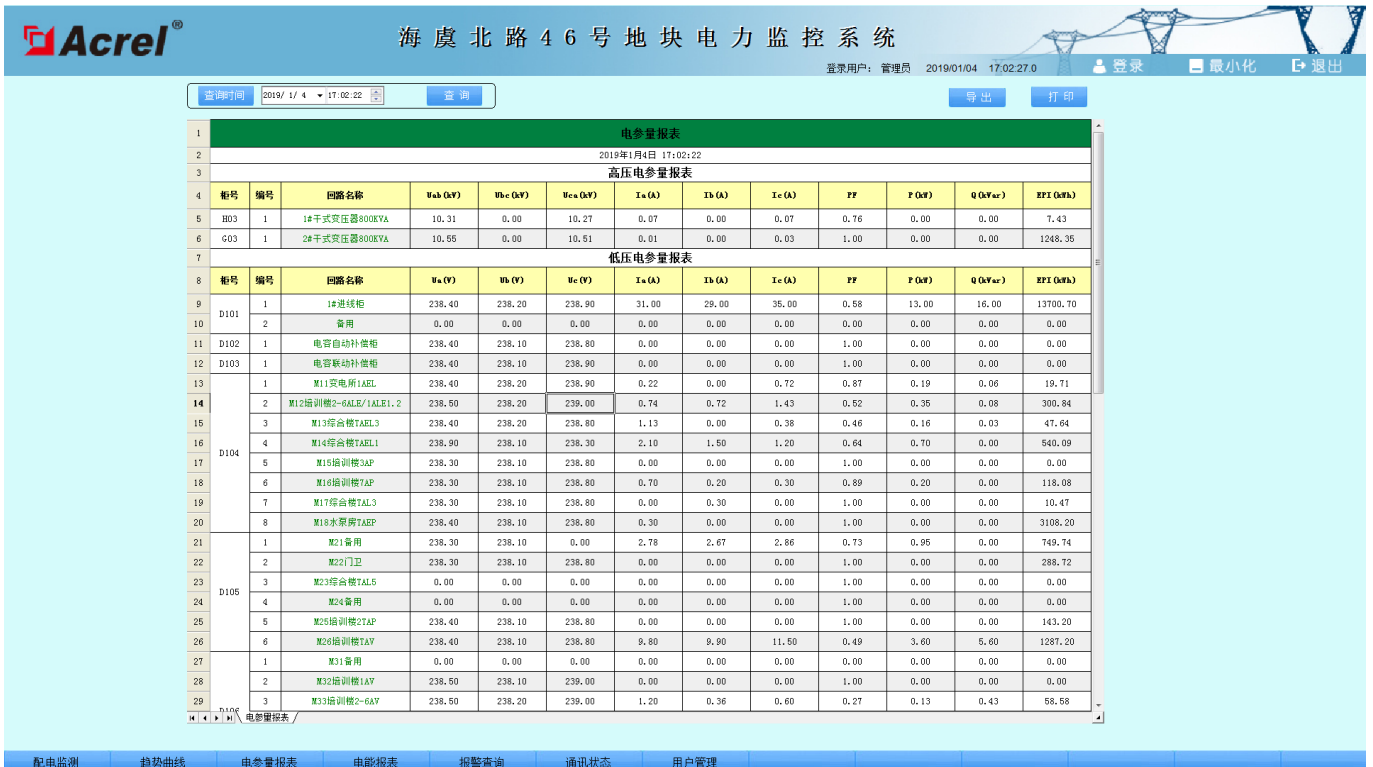 Acrel®
海虞北路46号地块电力监控系统
登录用户： 管理员 2019/01/04 17:02:27.0 登录 最小化 退出
查询时间 2019/ 1/ 4 17:02:22 查 询 导 出 打 印
1 电参量报表
2 2019年1月4日 17:02:22
3 高压电参量报表
4 柜号 编号 回路名称 Uab(kV) Ubc(kV) Uca(kV) Ia(A) Ib(A) Ic(A) PF P(kW) Q(kVar) EPI(kWh)
5 H03 1 1#干式变压器800KVA 10.31 0.00 10.27 0.07 0.00 0.07 0.76 0.00 0.00 7.43
6 G03 1 2#干式变压器800KVA 10.55 0.00 10.51 0.01 0.00 0.03 1.00 0.00 0.00 1248.35
7 低压电参量报表
8 柜号 编号 回路名称 Ua(V) Ub(V) Uc(V) Ia(A) Ib(A) Ic(A) PF P(kW) Q(kVar) EPI(kWh)
9 D101 1 1#进线柜 238.40 238.20 238.90 31.00 29.00 35.00 0.58 13.00 16.00 13700.70
10 2 备用 0.00 0.00 0.00 0.00 0.00 0.00 0.00 0.00 0.00 0.00
11 D102 1 电容自动补偿柜 238.40 238.10 238.80 0.00 0.00 0.00 1.00 0.00 0.00 0.00
12 D103 1 电容联动补偿柜 238.40 238.10 238.90 0.00 0.00 0.00 1.00 0.00 0.00 0.00
13 D104 1 M11变电所1AEL 238.40 238.20 238.90 0.22 0.00 0.72 0.87 0.19 0.06 19.71
14 2 M12培训楼2-6ALE/1ALE1.2 238.50 238.20 239.00 0.74 0.72 1.43 0.52 0.35 0.08 300.84
15 3 M13综合楼TAEL3 238.40 238.20 238.80 1.13 0.00 0.38 0.46 0.16 0.03 47.64
16 4 M14综合楼TAEL1 238.90 238.10 238.30 2.10 1.50 1.20 0.64 0.70 0.00 540.09
17 5 M15培训楼3AP 238.30 238.10 238.80 0.00 0.00 0.00 1.00 0.00 0.00 0.00
18 6 M16培训楼7AP 238.30 238.10 238.80 0.70 0.20 0.30 0.89 0.20 0.00 118.08
19 7 M17综合楼TAL3 238.30 238.10 238.80 0.00 0.30 0.00 1.00 0.00 0.00 10.47
20 8 M18水泵房TAEP 238.40 238.10 238.80 0.30 0.00 0.00 1.00 0.00 0.00 3108.20
21 D105 1 M21备用 238.30 238.10 0.00 2.78 2.67 2.86 0.73 0.95 0.00 749.74
22 2 M22门卫 238.30 238.10 238.80 0.00 0.00 0.00 1.00 0.00 0.00 288.72
23 3 M23综合楼TAL5 0.00 0.00 0.00 0.00 0.00 0.00 1.00 0.00 0.00 0.00
24 4 M24备用 0.00 0.00 0.00 0.00 0.00 0.00 1.00 0.00 0.00 0.00
25 5 M25培训楼2TAP 238.40 238.10 238.80 0.00 0.00 0.00 1.00 0.00 0.00 143.20
26 6 M26培训楼TAV 238.40 238.10 238.80 9.80 9.90 11.50 0.49 3.60 5.60 1287.20
27 1 M31备用 0.00 0.00 0.00 0.00 0.00 0.00 0.00 0.00 0.00 0.00
28 2 M32培训楼1AV 238.50 238.10 239.00 0.00 0.00 0.00 1.00 0.00 0.00 0.00
29 D106 3 M33培训楼2-6AV 238.50 238.20 239.00 1.20 0.36 0.60 0.27 0.13 0.43 58.58
电参量报表
配电监测 趋势曲线 电参量报表 电能报表 报警查询 通讯状态 用户管理